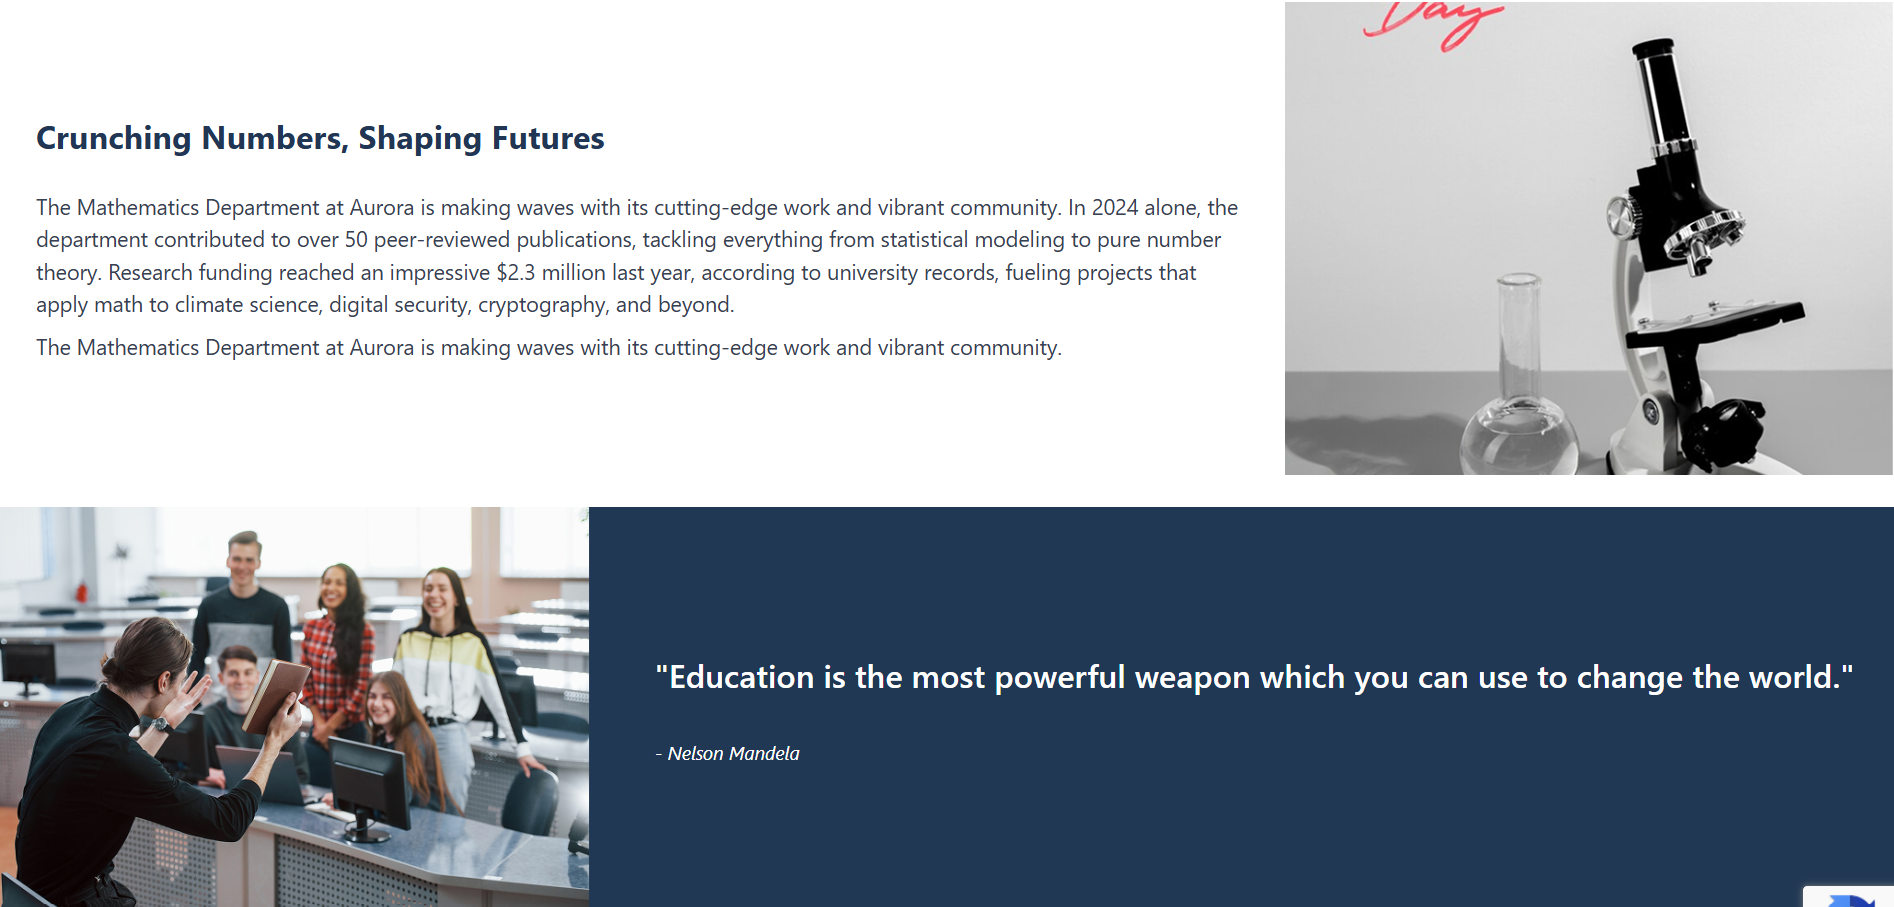 Day
Crunching Numbers, Shaping Futures
The Mathematics Department at Aurora is making waves with its cutting-edge work and vibrant community. In 2024 alone, the
department contributed to over 50 peer-reviewed publications, tackling everything from statistical modeling to pure number
theory. Research funding reached an impressive $2.3 million last year, according to university records, fueling projects that
apply math to climate science, digital security, cryptography, and beyond.
The Mathematics Department at Aurora is making waves with its cutting-edge work and vibrant community.
"Education is the most powerful weapon which you can use to change the world."
- Nelson Mandela